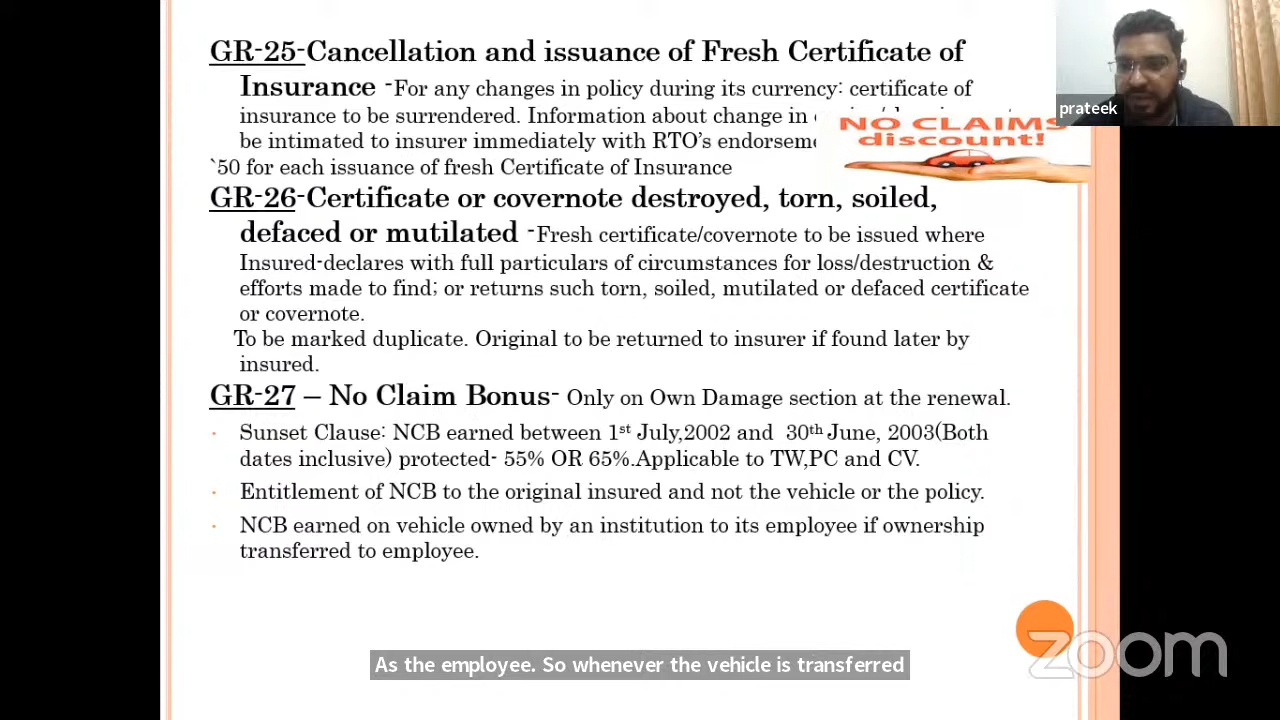 GR-25-Cancellation and issuance of Fresh Certificate of
Insurance -For any changes in policy during its currency: certificate of
insurance to be surrendered. Information about change in
be intimated to insurer immediately with RTO’s
`50 for each issuance of fresh Certificate of Insurance
NO CLAIMS
discount!
prateek
GR-26-Certificate or covernote destroyed, torn, soiled,
defaced or mutilated -Fresh certificate/covernote to be issued where
Insured-declares with full particulars of circumstances for loss/destruction &
efforts made to find; or returns such torn, soiled, mutilated or defaced certificate
or covernote.
To be marked duplicate. Original to be returned to insurer if found later by
insured.
GR-27 – No Claim Bonus- Only on Own Damage section at the renewal.
· Sunset Clause: NCB earned between 1st July,2002 and 30th June, 2003(Both
dates inclusive) protected- 55% OR 65%.Applicable to TW,PC and CV.
· Entitlement of NCB to the original insured and not the vehicle or the policy.
· NCB earned on vehicle owned by an institution to its employee if ownership
transferred to employee.
As the employee. So whenever the vehicle is transferred
zoom